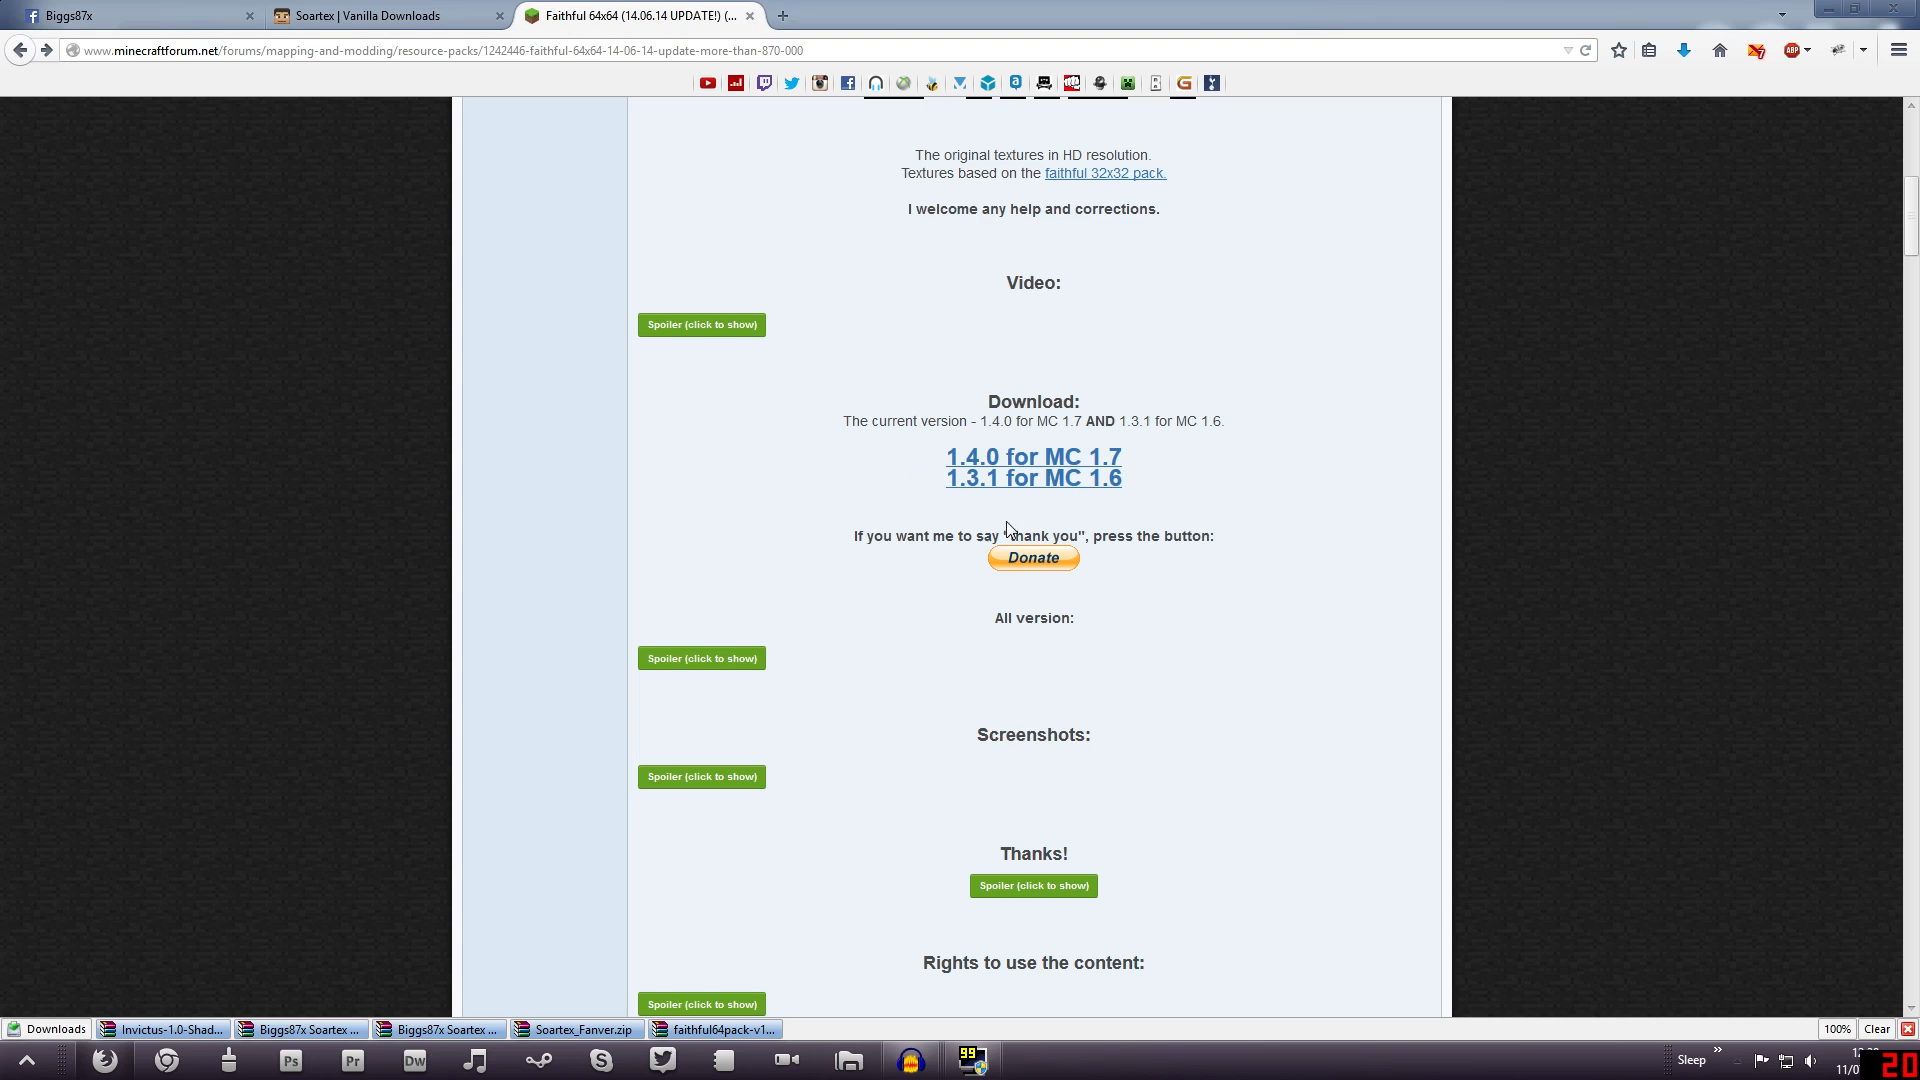 Biggs87x
Soartex | Vanilla Downloads
Faithful 64x64 (14.06.14 UPDATE!) (...
www.minecraftforum.net/forums/mapping-and-modding/resource-packs/1242446-faithful-64x64-14-06-14-update-more-than-870-000
The original textures in HD resolution.
Textures based on the faithful 32x32 pack.
I welcome any help and corrections.
Video:
Spoiler (click to show)
Download:
The current version - 1.4.0 for MC 1.7 AND 1.3.1 for MC 1.6.
1.4.0 for MC 1.7
1.3.1 for MC 1.6
If you want me to say "thank you", press the button:
Donate
All version:
Spoiler (click to show)
Screenshots:
Spoiler (click to show)
Thanks!
Spoiler (click to show)
Rights to use the content:
Spoiler (click to show)
Downloads
Invictus-1.0-Shad...
Biggs87x Soartex ...
Biggs87x Soartex ...
Soartex_Fanver.zip
faithful64pack-v1...
100%
Clear
Ps
Pr
Dw
99
Sleep
20